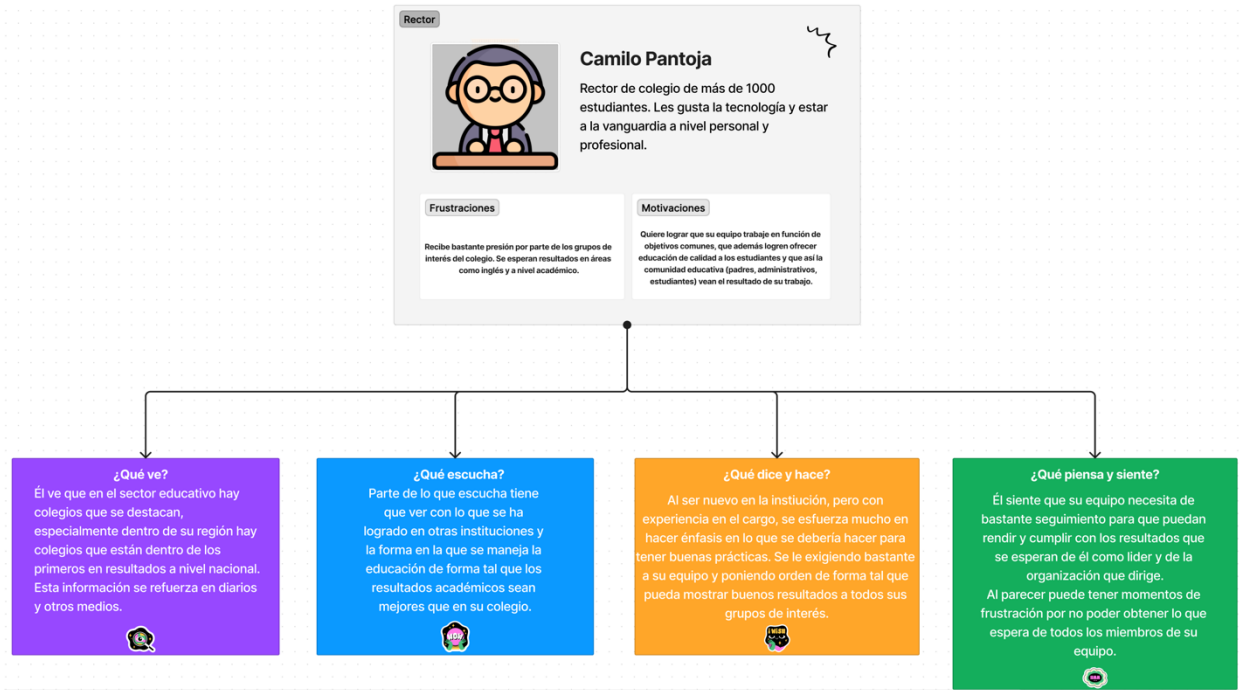 Rector
Camilo Pantoja
Rector de colegio de más de 1000
estudiantes. Les gusta la tecnología y estar
a la vanguardia a nivel personal y
profesional.
Frustraciones
Recibe bastante presión por parte de los grupos de
interés del colegio. Se esperan resultados en áreas
como inglés y a nivel académico.
Motivaciones
Quiere lograr que su equipo trabaje en función de
objetivos comunes, que además logren ofrecer
educación de calidad a los estudiantes y que así la
comunidad educativa (padres, administrativos,
estudiantes) vean el resultado de su trabajo.
¿Qué ve?
Él ve que en el sector educativo hay
colegios que se destacan,
especialmente dentro de su región hay
colegios que están dentro de los
primeros en resultados a nivel nacional.
Esta información se refuerza en diarios
y otros medios.
¿Qué escucha?
Parte de lo que escucha tiene
que ver con lo que se ha
logrado en otras instituciones y
la forma en la que se maneja la
educación de forma tal que los
resultados académicos sean
mejores que en su colegio.
¿Qué dice y hace?
Al ser nuevo en la instiución, pero con
experiencia en el cargo, se esfuerza mucho en
hacer énfasis en lo que se debería hacer para
tener buenas prácticas. Se le exigiendo bastante
a su equipo y poniendo orden de forma tal que
pueda mostrar buenos resultados a todos sus
grupos de interés.
¿Qué piensa y siente?
Él siente que su equipo necesita de
bastante seguimiento para que puedan
rendir y cumplir con los resultados que
se esperan de él como lider y de la
organización que dirige.
Al parecer puede tener momentos de
frustración por no poder obtener lo que
espera de todos los miembros de su
equipo.